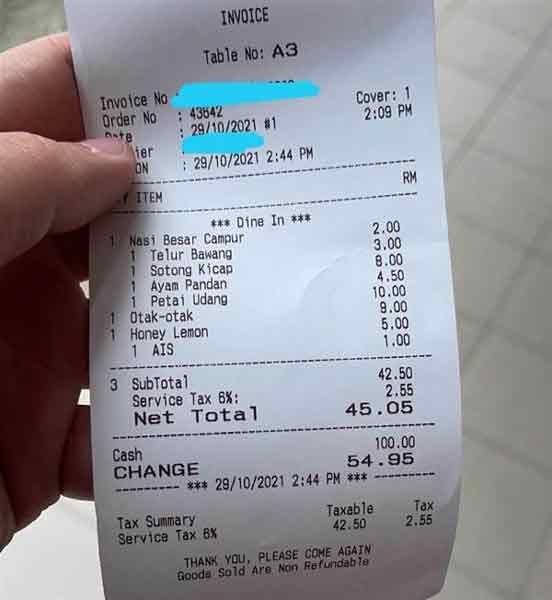 INVOICE
Table No: A3
Invoice No
Order No : 43642 Cover: 1
: 29/10/2021 #1 2:09 PM
: 29/10/2021 2:44 PM
ITEM RM
*** Dine In ***
1 Nasi Besar Campur 2.00
1 Telur Bawang 3.00
1 Sotong Kicap 8.00
1 Ayam Pandan 4.50
1 Petai Udang 10.00
1 Otak-otak 9.00
1 Honey Lemon 5.00
1 AIS 1.00
3 SubTotal 42.50
Service Tax 6%: 2.55
Net Total 45.05
Cash 100.00
CHANGE 54.95
*** 29/10/2021 2:44 PM ***
Tax Summary Taxable Tax
Service Tax 6% 42.50 2.55
THANK YOU, PLEASE COME AGAIN
Goods Sold Are Non Refundable